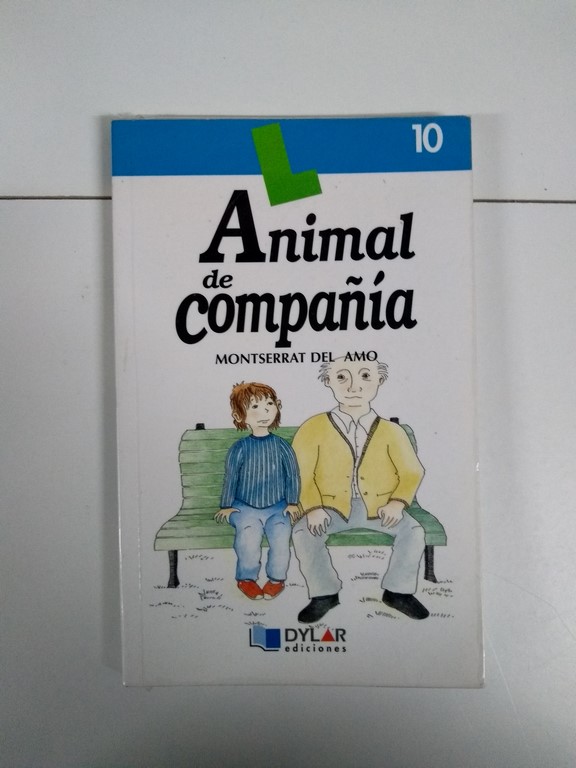 10
L
Animal
de
compañía
MONTSERRAT DEL AMO
DYLAR
ediciones